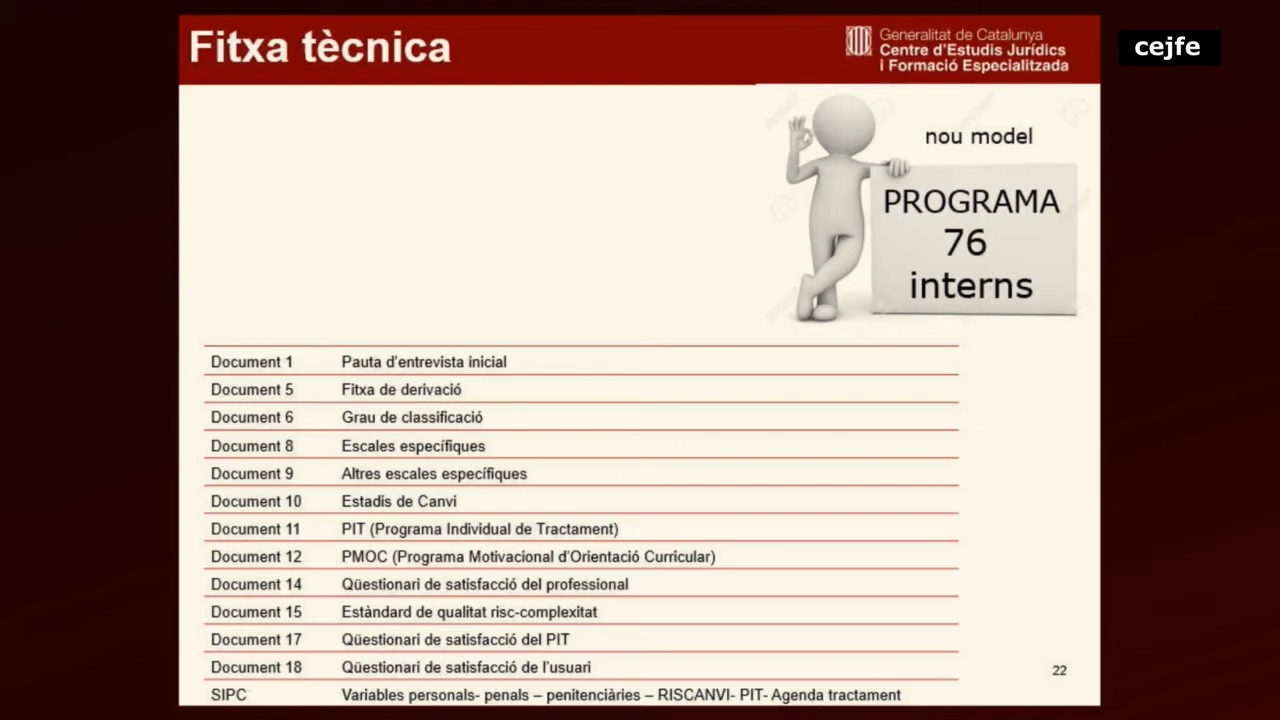 Fitxa tècnica
Generalitat de Catalunya
Centre d'Estudis Jurídics
i Formació Especialitzada
cejfe
nou model
PROGRAMA
76
interns
Document 1 Pauta d'entrevista inicial
Document 5 Fitxa de derivació
Document 6 Grau de classificació
Document 8 Escales específiques
Document 9 Altres escales específiques
Document 10 Estadis de Canvi
Document 11 PIT (Programa Individual de Tractament)
Document 12 PMOC (Programa Motivacional d'Orientació Curricular)
Document 14 Qüestionari de satisfacció del professional
Document 15 Estàndard de qualitat risc-complexitat
Document 17 Qüestionari de satisfacció del PIT
Document 18 Qüestionari de satisfacció de l'usuari
22
SIPC Variables personals- penals – penitenciàries – RISCANVI- PIT- Agenda tractament